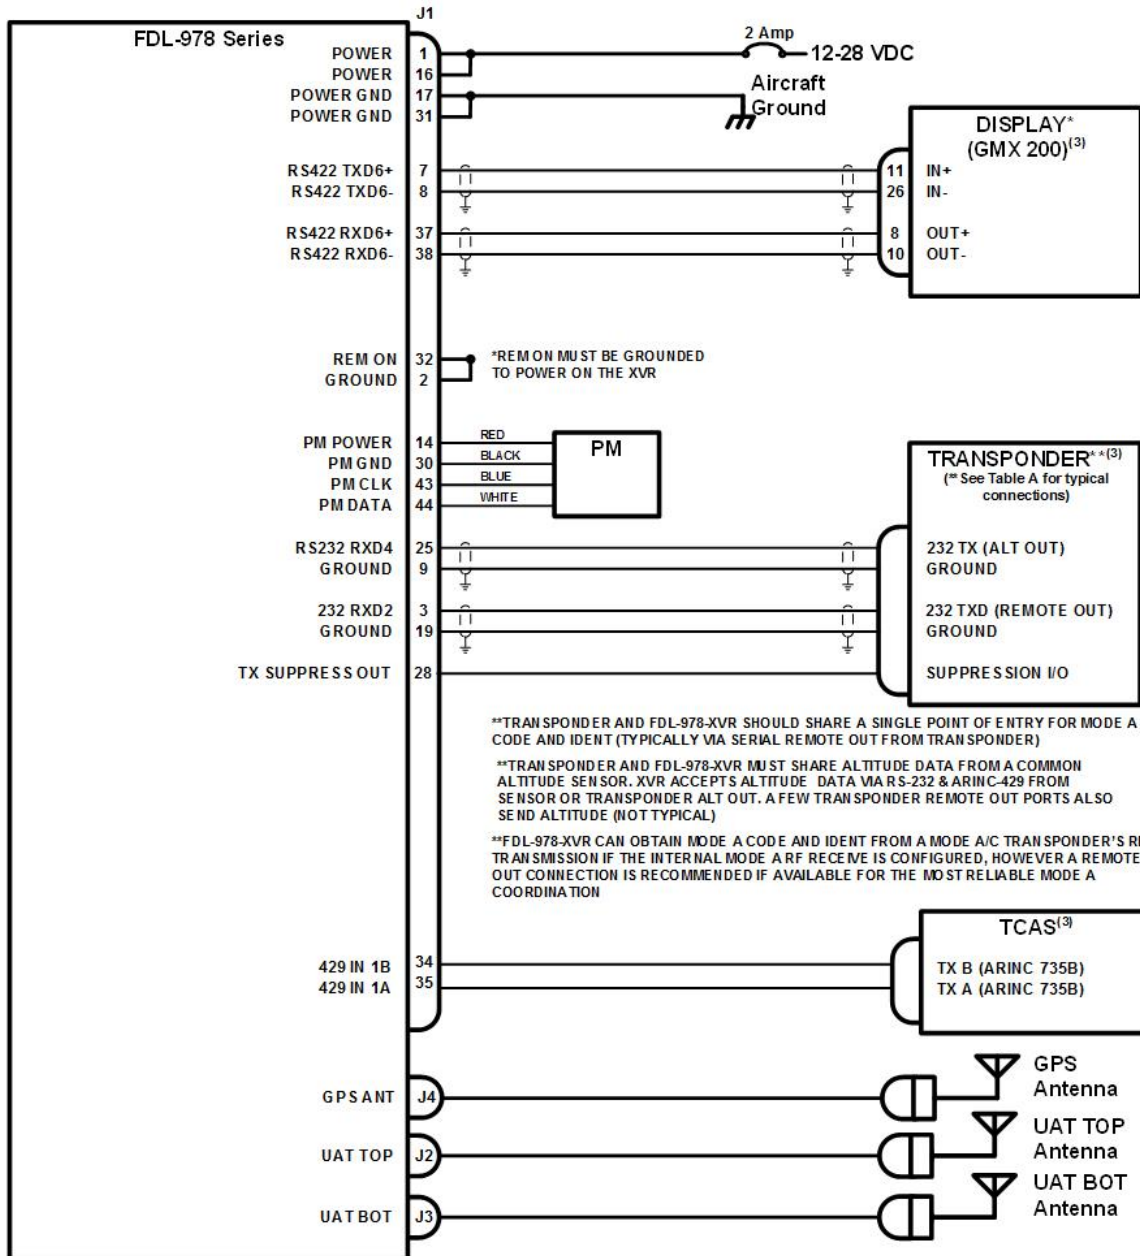 J1
FDL-978 Series
POWER 1
POWER 16
POWER GND 17
POWER GND 31
2 Amp
12-28 VDC
Aircraft
Ground
RS422 TXD6+ 7
RS422 TXD6- 8
RS422 RXD6+ 37
RS422 RXD6- 38
DISPLAY*
(GMX 200)(3)
11 IN+
26 IN-
8 OUT+
10 OUT-
REM ON 32
GROUND 2
*REM ON MUST BE GROUNDED
TO POWER ON THE XVR
PM POWER 14 RED
PM GND 30 BLACK
PM CLK 43 BLUE
PM DATA 44 WHITE
PM
RS232 RXD4 25
GROUND 9
232 RXD2 3
GROUND 19
TX SUPPRESS OUT 28
TRANSPONDER**(3)
(** See Table A for typical
connections)
232 TX (ALT OUT)
GROUND
232 TXD (REMOTE OUT)
GROUND
SUPPRESSION I/O
**TRANSPONDER AND FDL-978-XVR SHOULD SHARE A SINGLE POINT OF ENTRY FOR MODE A
CODE AND IDENT (TYPICALLY VIA SERIAL REMOTE OUT FROM TRANSPONDER)
**TRANSPONDER AND FDL-978-XVR MUST SHARE ALTITUDE DATA FROM A COMMON
ALTITUDE SENSOR. XVR ACCEPTS ALTITUDE DATA VIA RS-232 & ARINC-429 FROM
SENSOR OR TRANSPONDER ALT OUT. A FEW TRANSPONDER REMOTE OUT PORTS ALSO
SEND ALTITUDE (NOT TYPICAL)
**FDL-978-XVR CAN OBTAIN MODE A CODE AND IDENT FROM A MODE A/C TRANSPONDER'S
TRANSMISSION IF THE INTERNAL MODE A RF RECEIVE IS CONFIGURED, HOWEVER A REMOTE
OUT CONNECTION IS RECOMMENDED IF AVAILABLE FOR THE MOST RELIABLE MODE A
COORDINATION
429 IN 1B 34
429 IN 1A 35
TCAS(3)
TX B (ARINC 735B)
TX A (ARINC 735B)
GPS ANT J4
GPS
Antenna
UAT TOP J2
UAT TOP
Antenna
UAT BOT J3
UAT BOT
Antenna